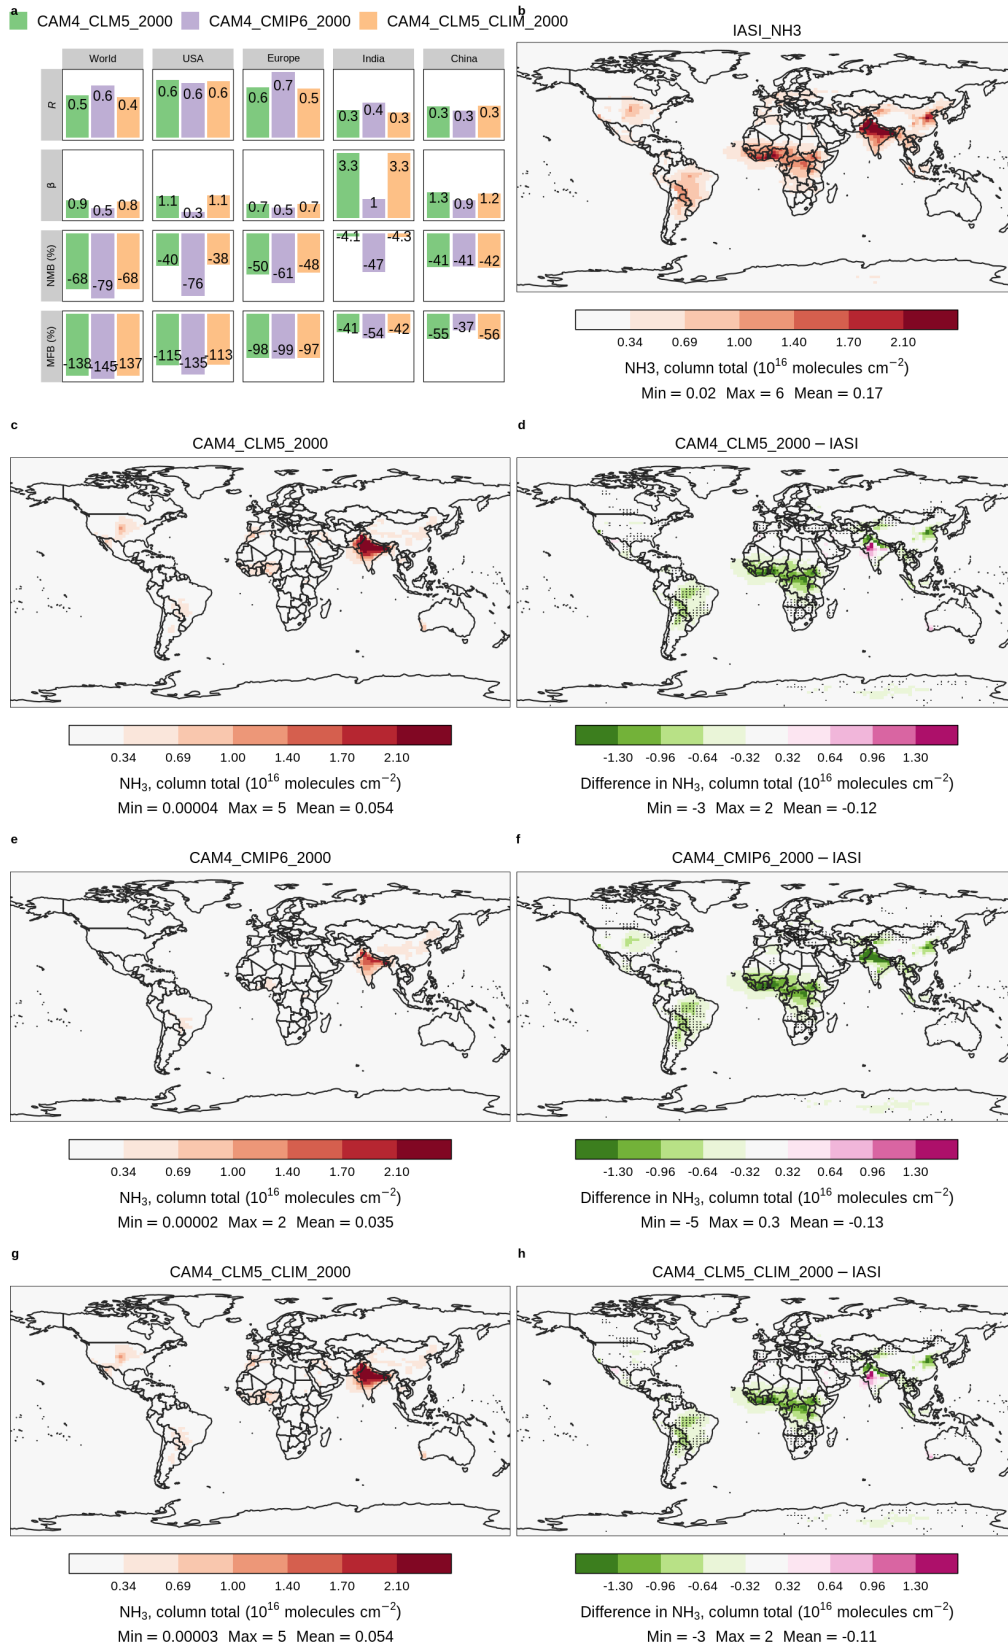 a
CAM4_CLM5_2000 CAM4_CMIP6_2000 CAM4_CLM5_CLIM_2000
World USA Europe India China
R 0.5 0.6 0.4 0.6 0.6 0.6 0.6 0.7 0.5 0.3 0.4 0.3 0.3 0.3 0.3
β 0.9 0.5 0.8 1.1 0.3 1.1 0.7 0.5 0.7 3.3 1 3.3 1.3 0.9 1.2
NMB (%) -68 -79 -68 -40 -76 -38 -50 -61 -48 -4.1 -47 -4.3 -41 -41 -42
MFB (%) -138 -145 -137 -115 -135 -113 -98 -99 -97 -41 -54 -42 -55 -37 -56
b
IASI_NH3
0.34 0.69 1.00 1.40 1.70 2.10
NH3, column total (10¹⁶ molecules cm⁻²)
Min = 0.02 Max = 6 Mean = 0.17
c
CAM4_CLM5_2000
0.34 0.69 1.00 1.40 1.70 2.10
NH₃, column total (10¹⁶ molecules cm⁻²)
Min = 0.00004 Max = 5 Mean = 0.054
d
CAM4_CLM5_2000 − IASI
-1.30 -0.96 -0.64 -0.32 0.32 0.64 0.96 1.30
Difference in NH₃, column total (10¹⁶ molecules cm⁻²)
Min = -3 Max = 2 Mean = -0.12
e
CAM4_CMIP6_2000
0.34 0.69 1.00 1.40 1.70 2.10
NH₃, column total (10¹⁶ molecules cm⁻²)
Min = 0.00002 Max = 2 Mean = 0.035
f
CAM4_CMIP6_2000 − IASI
-1.30 -0.96 -0.64 -0.32 0.32 0.64 0.96 1.30
Difference in NH₃, column total (10¹⁶ molecules cm⁻²)
Min = -5 Max = 0.3 Mean = -0.13
g
CAM4_CLM5_CLIM_2000
0.34 0.69 1.00 1.40 1.70 2.10
NH₃, column total (10¹⁶ molecules cm⁻²)
Min = 0.00003 Max = 5 Mean = 0.054
h
CAM4_CLM5_CLIM_2000 − IASI
-1.30 -0.96 -0.64 -0.32 0.32 0.64 0.96 1.30
Difference in NH₃, column total (10¹⁶ molecules cm⁻²)
Min = -3 Max = 2 Mean = -0.11